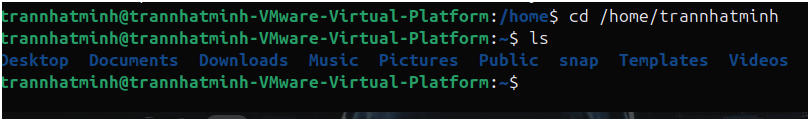 trannhatminh@trannhatminh-VMware-Virtual-Platform:/home$ cd /home/trannhatminh
trannhatminh@trannhatminh-VMware-Virtual-Platform:~$ ls
Desktop  Documents  Downloads  Music  Pictures  Public  snap  Templates  Videos
trannhatminh@trannhatminh-VMware-Virtual-Platform:~$